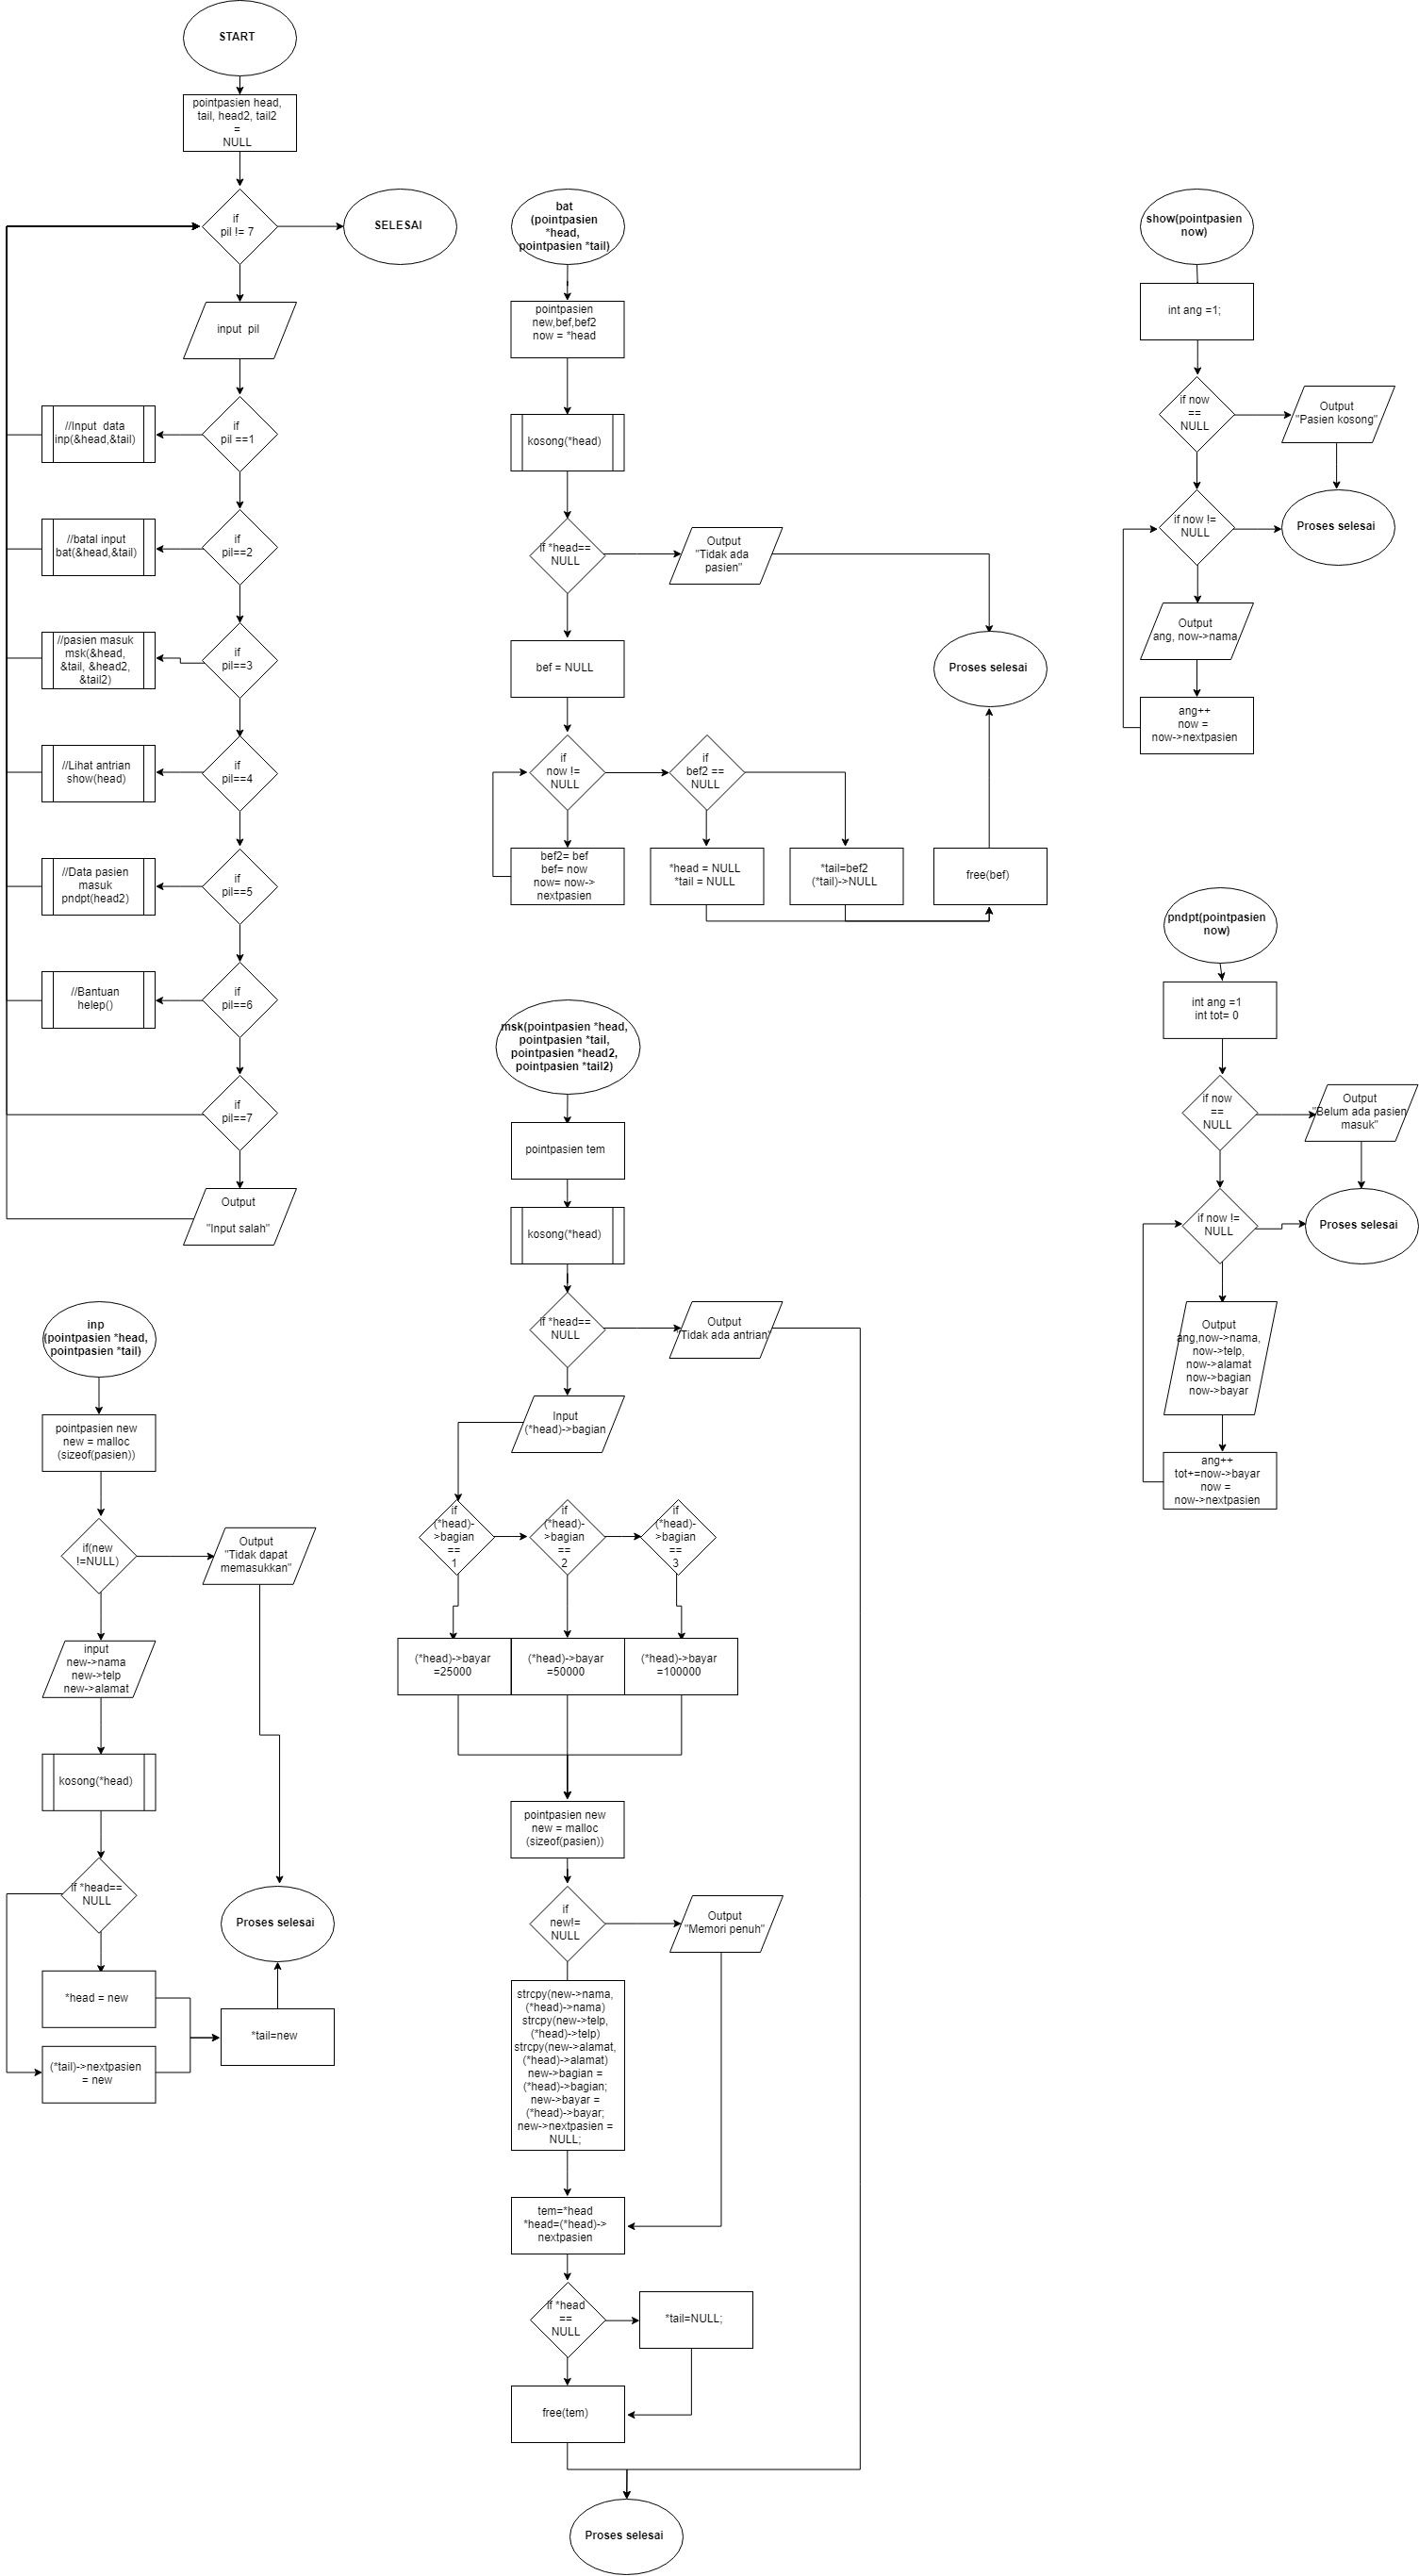 START
pointpasien head,
tail, head2, tail2
=
NULL
if
pil != 7
SELESAI
input  pil
if
pil ==1
//Input  data
inp(&head,&tail)
if
pil==2
//batal input
bat(&head,&tail)
if
pil==3
//pasien masuk
msk(&head,
&tail, &head2,
&tail2)
if
pil==4
//Lihat antrian
show(head)
if
pil==5
//Data pasien
masuk
pndpt(head2)
if
pil==6
//Bantuan
helep()
if
pil==7
Output
"Input salah"
inp
(pointpasien *head,
pointpasien *tail)
pointpasien new
new = malloc
(sizeof(pasien))
if(new
!=NULL)
Output
"Tidak dapat
memasukkan"
input
new->nama
new->telp
new->alamat
kosong(*head)
if *head==
NULL
*head = new
(*tail)->nextpasien
= new
*tail=new
Proses selesai
bat
(pointpasien
*head,
pointpasien *tail)
pointpasien
new,bef,bef2
now = *head
kosong(*head)
if *head==
NULL
Output
"Tidak ada
pasien"
bef = NULL
Proses selesai
if
now !=
NULL
if
bef2 ==
NULL
bef2= bef
bef= now
now= now->
nextpasien
*head = NULL
*tail = NULL
*tail=bef2
(*tail)->NULL
free(bef)
msk(pointpasien *head,
pointpasien *tail,
pointpasien *head2,
pointpasien *tail2)
pointpasien tem
kosong(*head)
if *head==
NULL
Output
"Tidak ada antrian"
Input
(*head)->bagian
if
(*head)-
>bagian
==
1
if
(*head)-
>bagian
==
2
if
(*head)-
>bagian
==
3
(*head)->bayar
=25000
(*head)->bayar
=50000
(*head)->bayar
=100000
pointpasien new
new = malloc
(sizeof(pasien))
if
new!=
NULL
Output
"Memori penuh"
strcpy(new->nama,
(*head)->nama)
strcpy(new->telp,
(*head)->telp)
strcpy(new->alamat,
(*head)->alamat)
new->bagian =
(*head)->bagian;
new->bayar =
(*head)->bayar;
new->nextpasien =
NULL;
tem=*head
*head=(*head)->
nextpasien
if *head
==
NULL
*tail=NULL;
free(tem)
Proses selesai
show(pointpasien
now)
int ang =1;
if now
==
NULL
Output
"Pasien kosong"
if now !=
NULL
Proses selesai
Output
ang, now->nama
ang++
now =
now->nextpasien
pndpt(pointpasien
now)
int ang =1
int tot= 0
if now
==
NULL
Output
"Belum ada pasien
masuk"
if now !=
NULL
Proses selesai
Output
ang,now->nama,
now->telp,
now->alamat
now->bagian
now->bayar
ang++
tot+=now->bayar
now =
now->nextpasien